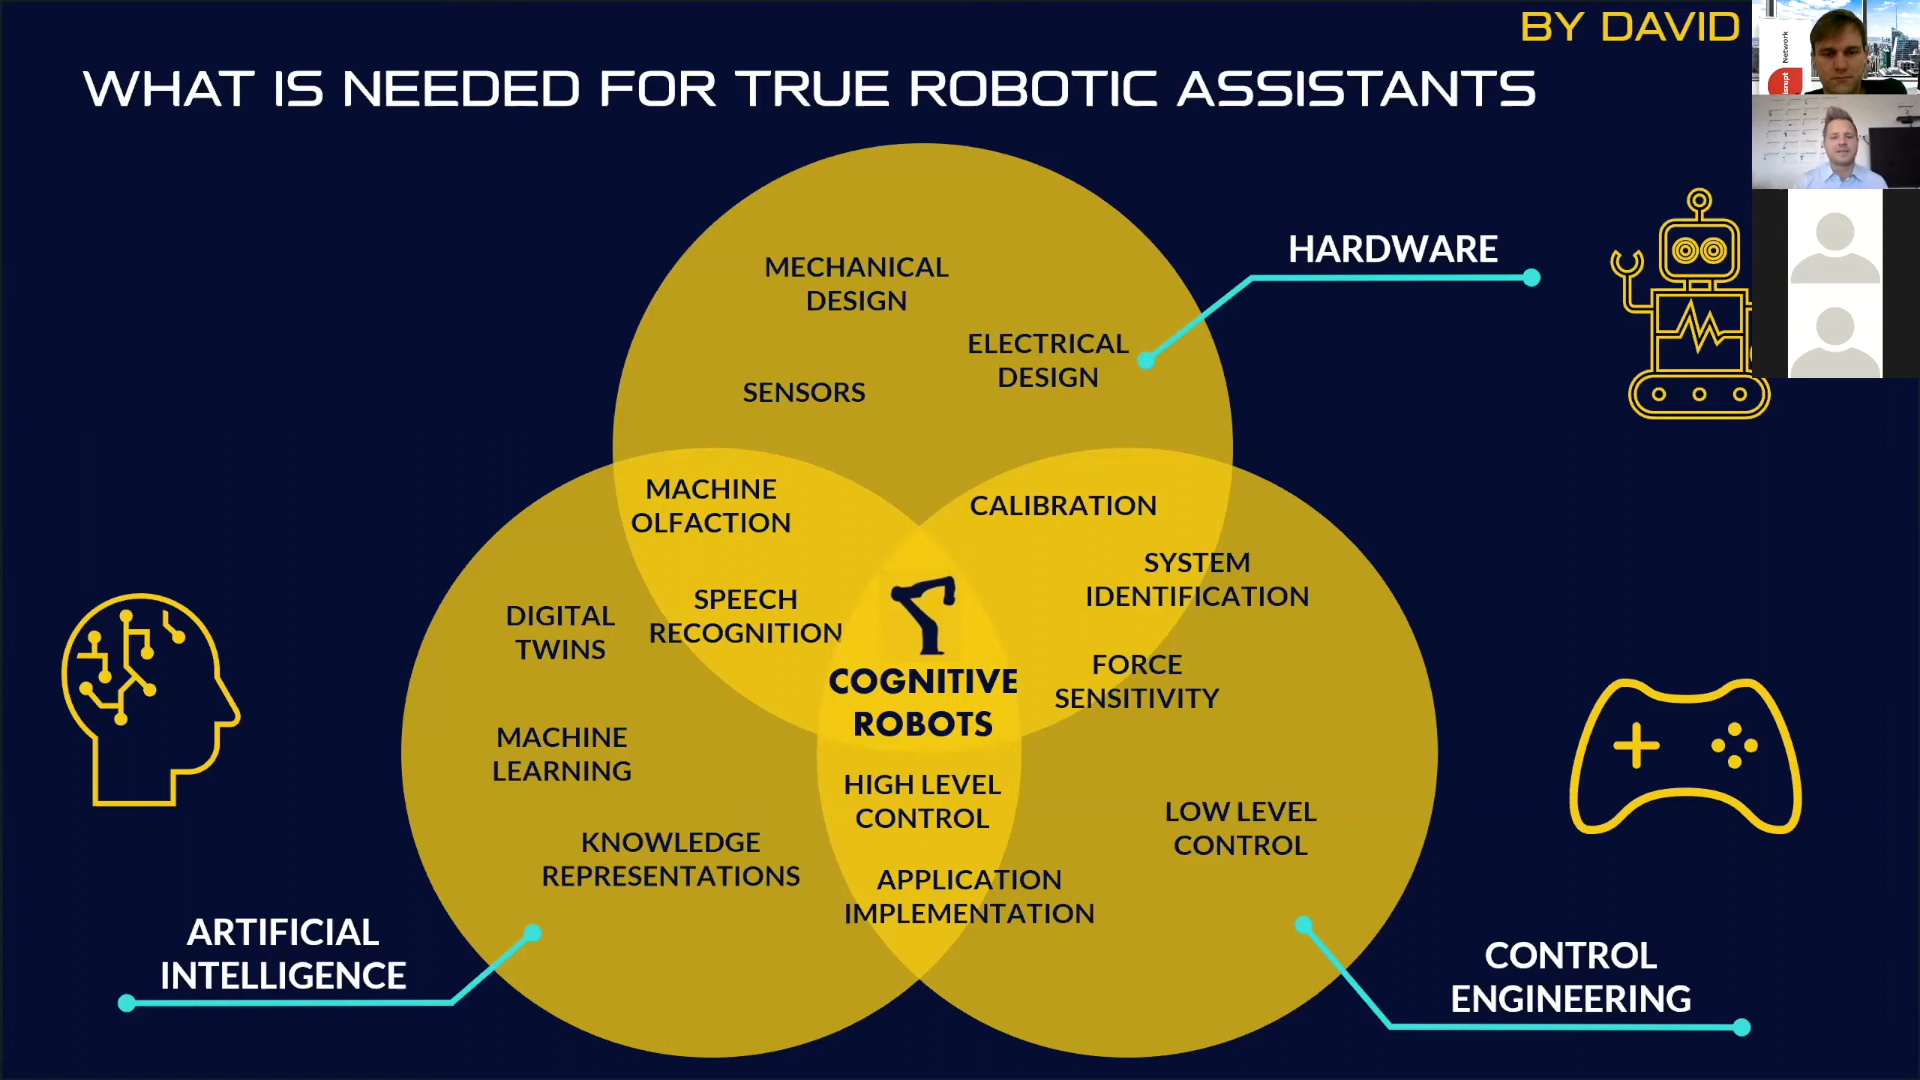 BY DAVID
WHAT IS NEEDED FOR TRUE ROBOTIC ASSISTANTS
Network
HARDWARE
MECHANICAL
DESIGN
ELECTRICAL
DESIGN
SENSORS
MACHINE
OLFACTION
CALIBRATION
SYSTEM
IDENTIFICATION
SPEECH
RECOGNITION
DIGITAL
TWINS
FORCE
SENSITIVITY
COGNITIVE
ROBOTS
MACHINE
LEARNING
HIGH LEVEL
CONTROL
LOW LEVEL
CONTROL
KNOWLEDGE
REPRESENTATIONS
APPLICATION
IMPLEMENTATION
ARTIFICIAL
INTELLIGENCE
CONTROL
ENGINEERING